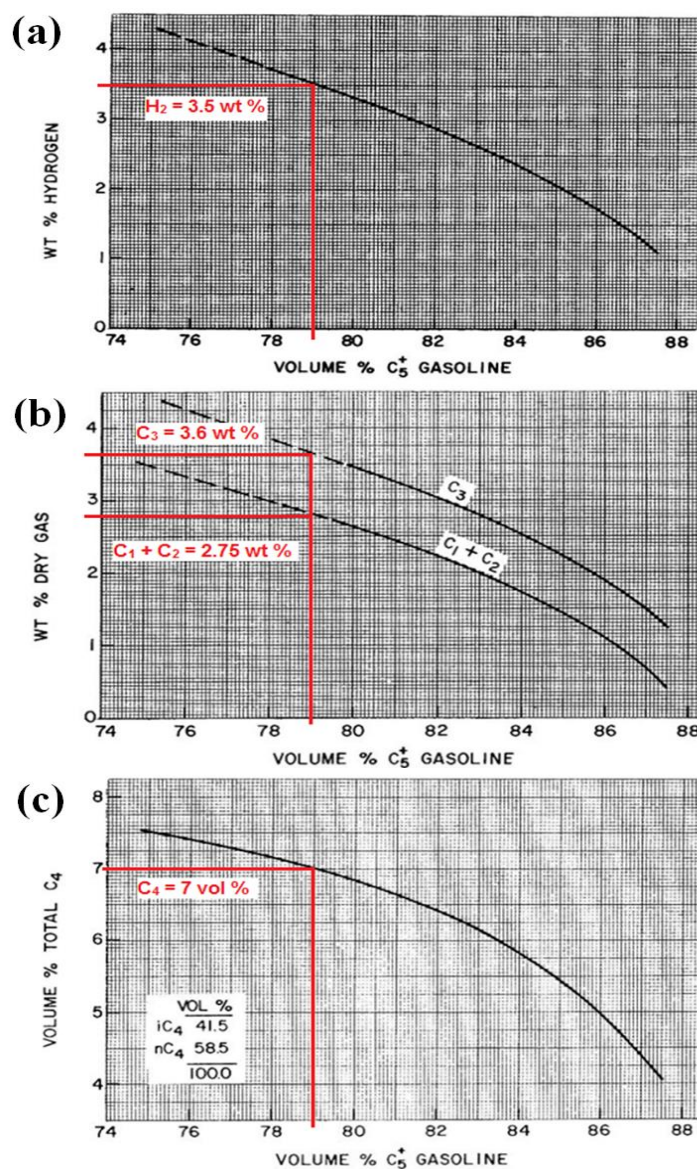 (a)
4
3
2
1
0
H₂ = 3.5 wt %
WT % HYDROGEN
74 76 78 80 82 84 86 88
VOLUME % C₅⁺ GASOLINE
(b)
4
3
2
1
0
C₃ = 3.6 wt %
C₁ + C₂ = 2.75 wt %
C₃
C₁ + C₂
WT % DRY GAS
74 76 78 80 82 84 86 88
VOLUME % C₅⁺ GASOLINE
(c)
8
7
6
5
4
C₄ = 7 vol %
VOLUME % TOTAL C₄
VOL %
iC₄ 41.5
nC₄ 58.5
100.0
74 76 78 80 82 84 86 88
VOLUME % C₅⁺ GASOLINE